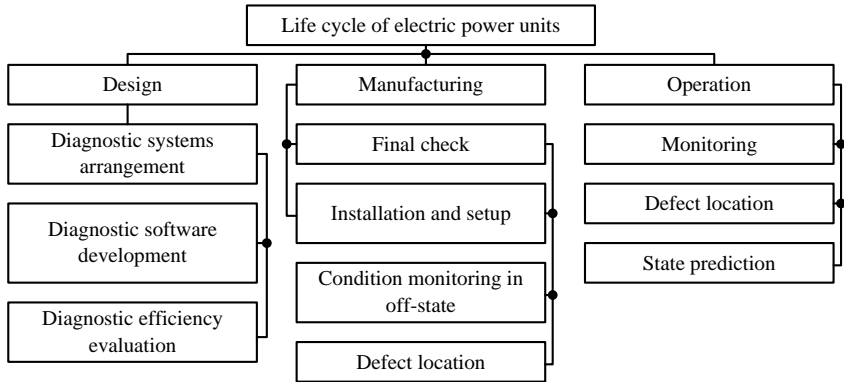 Life cycle of electric power units
Design
Manufacturing
Operation
Diagnostic systems
arrangement
Final check
Monitoring
Diagnostic software
development
Installation and setup
Defect location
Condition monitoring in
off-state
State prediction
Diagnostic efficiency
evaluation
Defect location